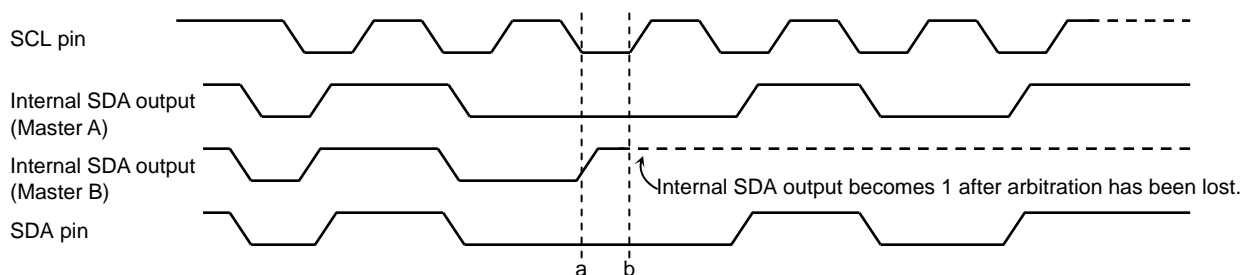 SCL pin
Internal SDA output
(Master A)
Internal SDA output
(Master B)
Internal SDA output becomes 1 after arbitration has been lost.
SDA pin
a
b